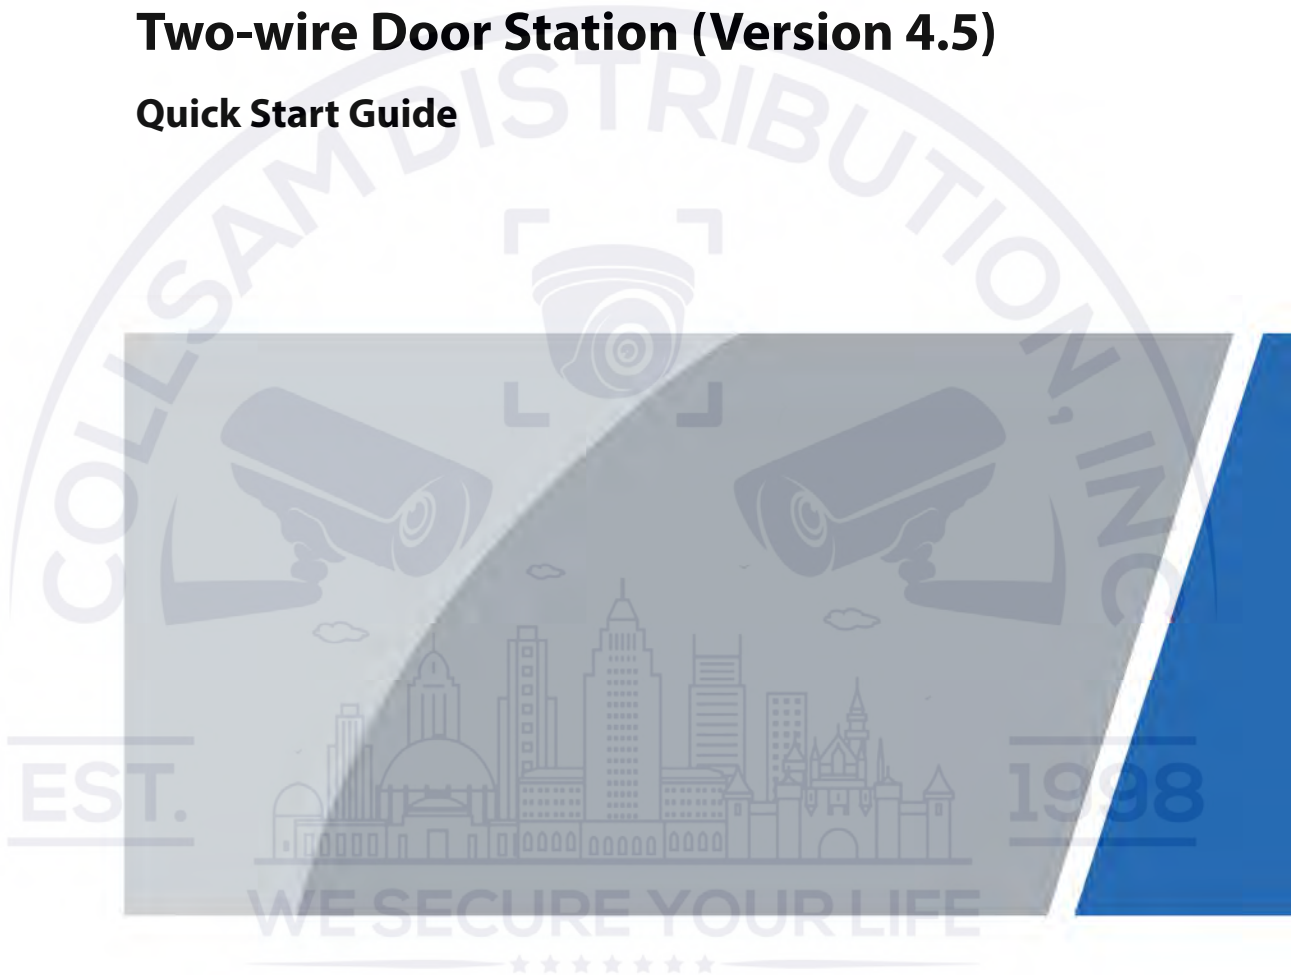 Two-wire Door Station (Version 4.5)
Quick Start Guide
COLLSAM DISTRIBUTION, INC
EST.
1998
WE SECURE YOUR LIFE